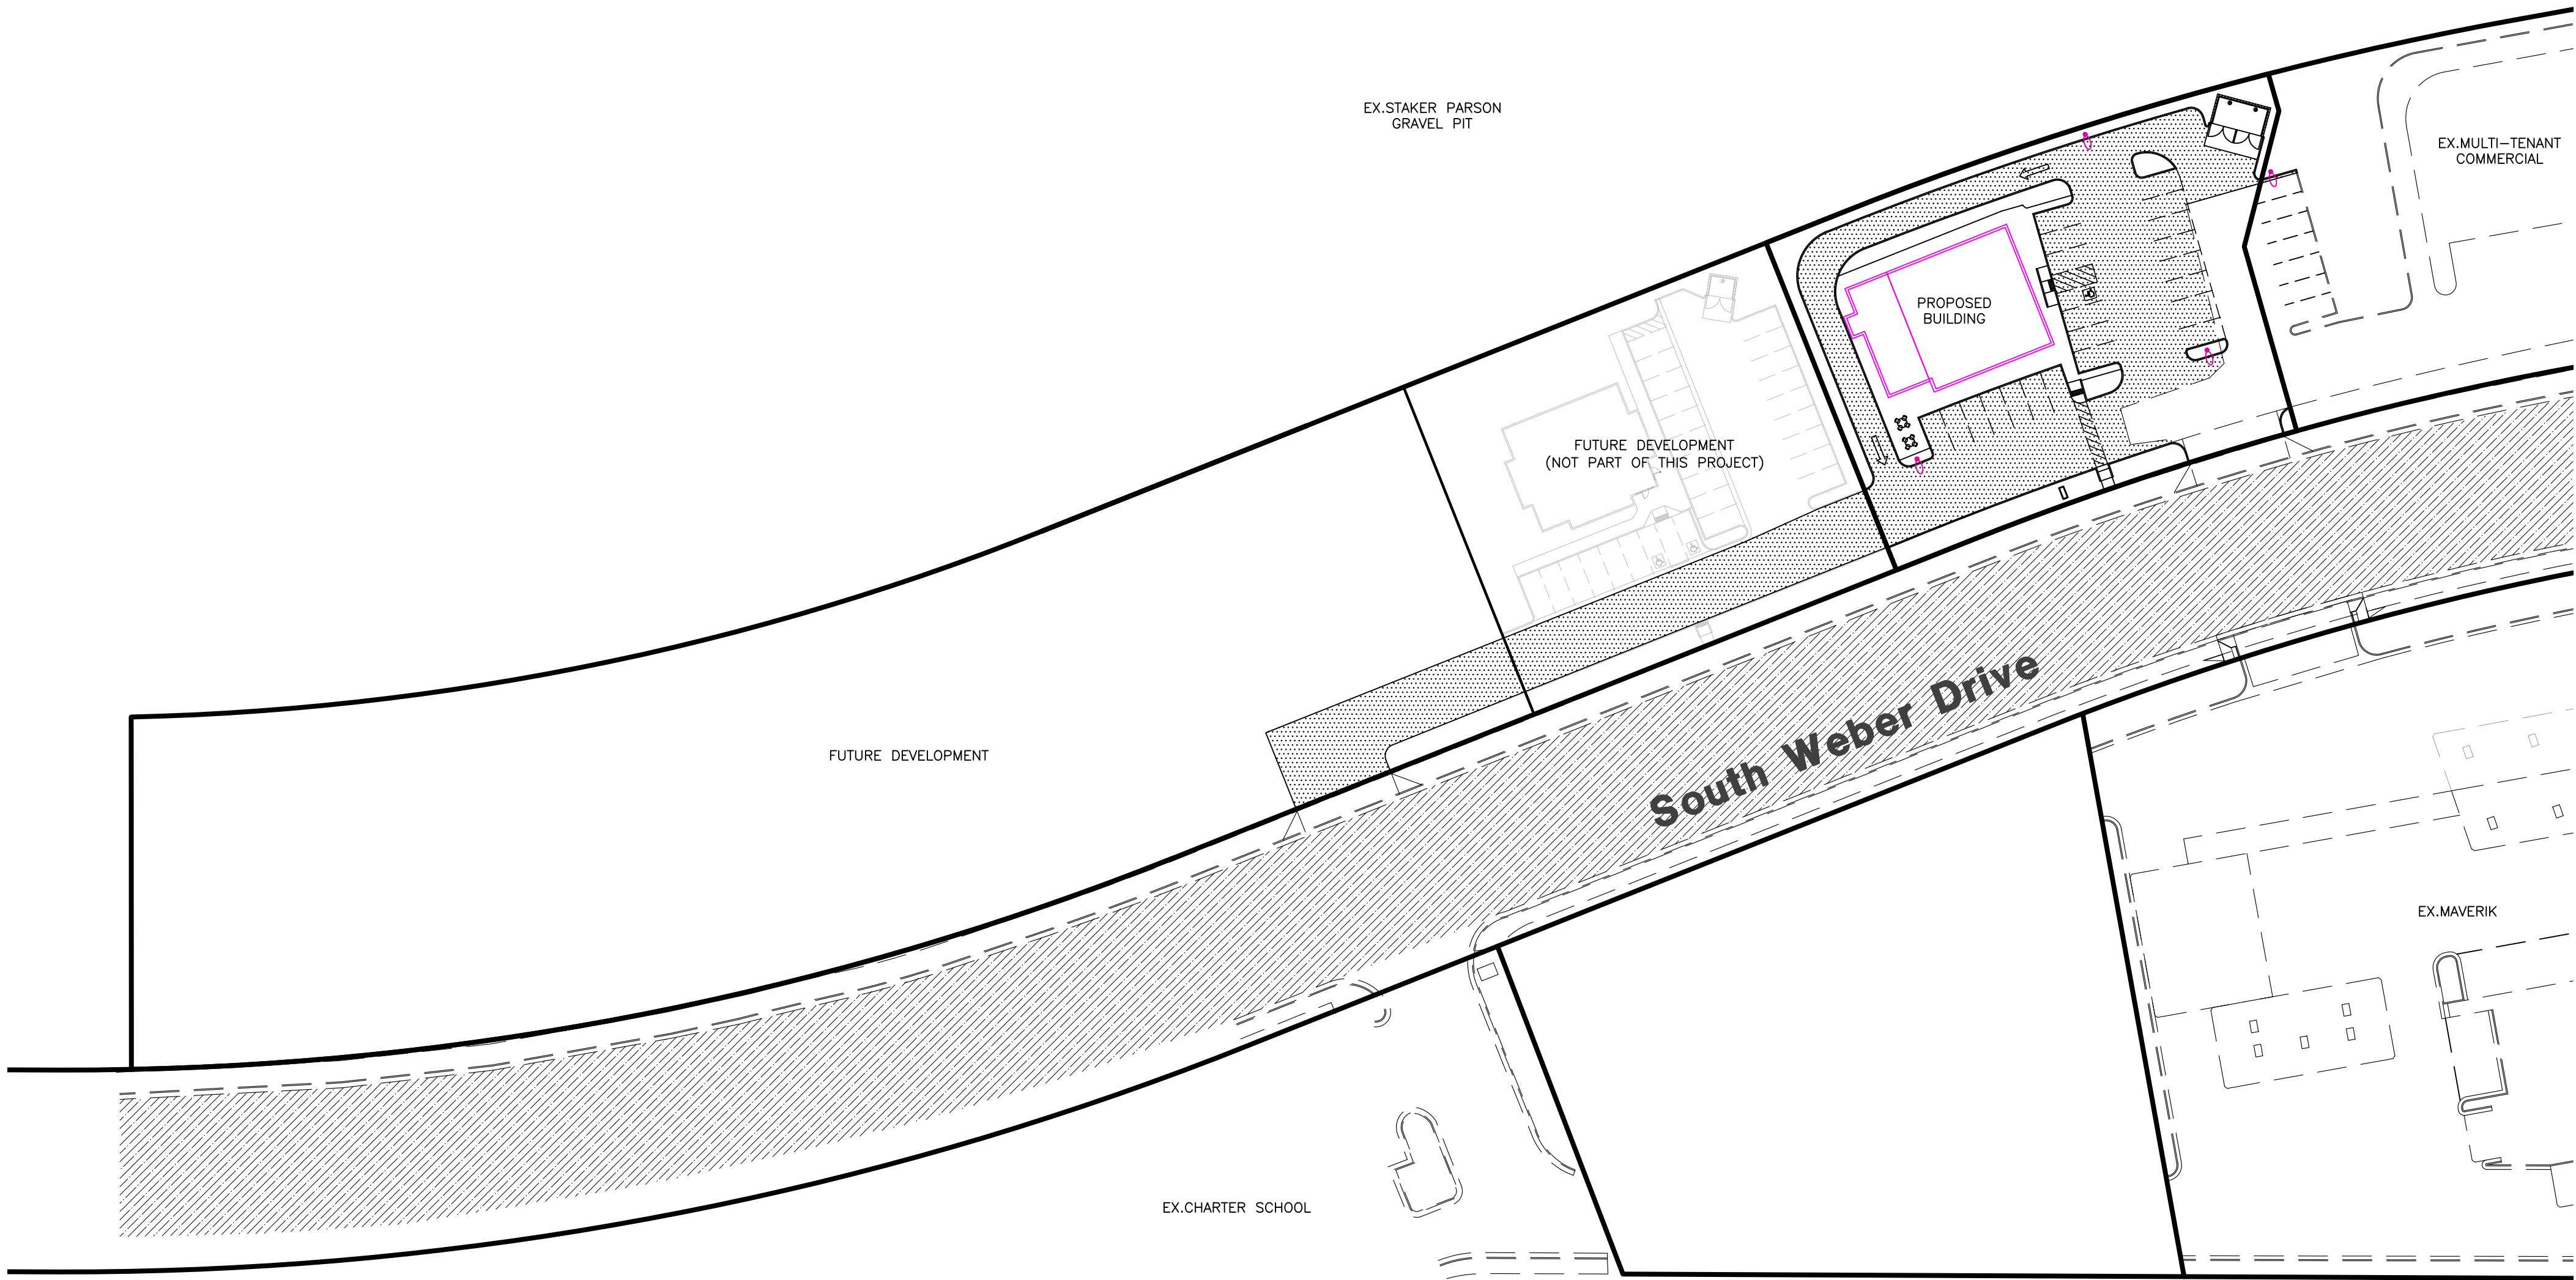 EX.STAKER PARSON
GRAVEL PIT
EX.MULTI-TENANT
COMMERCIAL
PROPOSED
BUILDING
FUTURE DEVELOPMENT
(NOT PART OF THIS PROJECT)
South Weber Drive
FUTURE DEVELOPMENT
EX.MAVERIK
EX.CHARTER SCHOOL